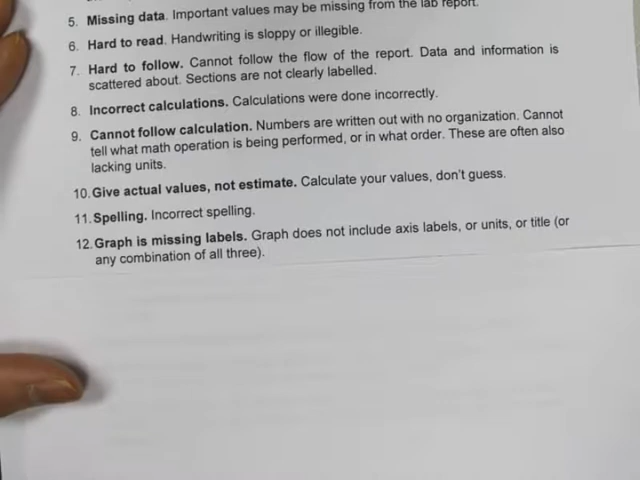 5. Missing data. Important values may be missing from the lab report.
6. Hard to read. Handwriting is sloppy or illegible.
7. Hard to follow. Cannot follow the flow of the report. Data and information is
scattered about. Sections are not clearly labelled.
8. Incorrect calculations. Calculations were done incorrectly.
9. Cannot follow calculation. Numbers are written out with no organization. Cannot
tell what math operation is being performed, or in what order. These are often also
lacking units.
10. Give actual values, not estimate. Calculate your values, don't guess.
11. Spelling. Incorrect spelling.
12. Graph is missing labels. Graph does not include axis labels, or units, or title (or
any combination of all three).